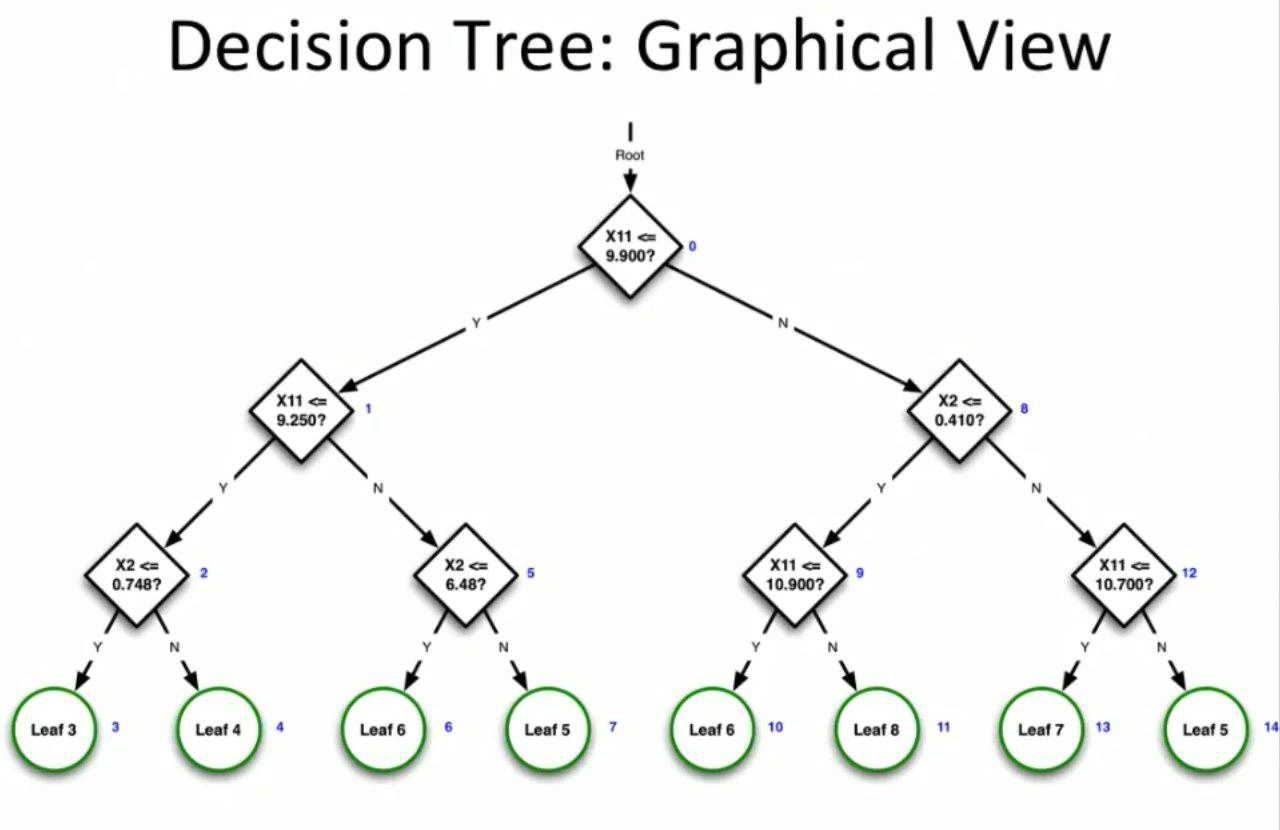 Decision Tree: Graphical View
Root
X11 <=
9.900?
0
Y
N
X11 <=
9.250?
1
X2 <=
0.410?
8
Y
N
Y
N
X2 <=
0.748?
2
X2 <=
6.48?
5
X11 <=
10.900?
9
X11 <=
10.700?
12
Y
N
Y
N
Y
N
Y
N
Leaf 3
3
Leaf 4
4
Leaf 6
6
Leaf 5
7
Leaf 6
10
Leaf 8
11
Leaf 7
13
Leaf 5
14